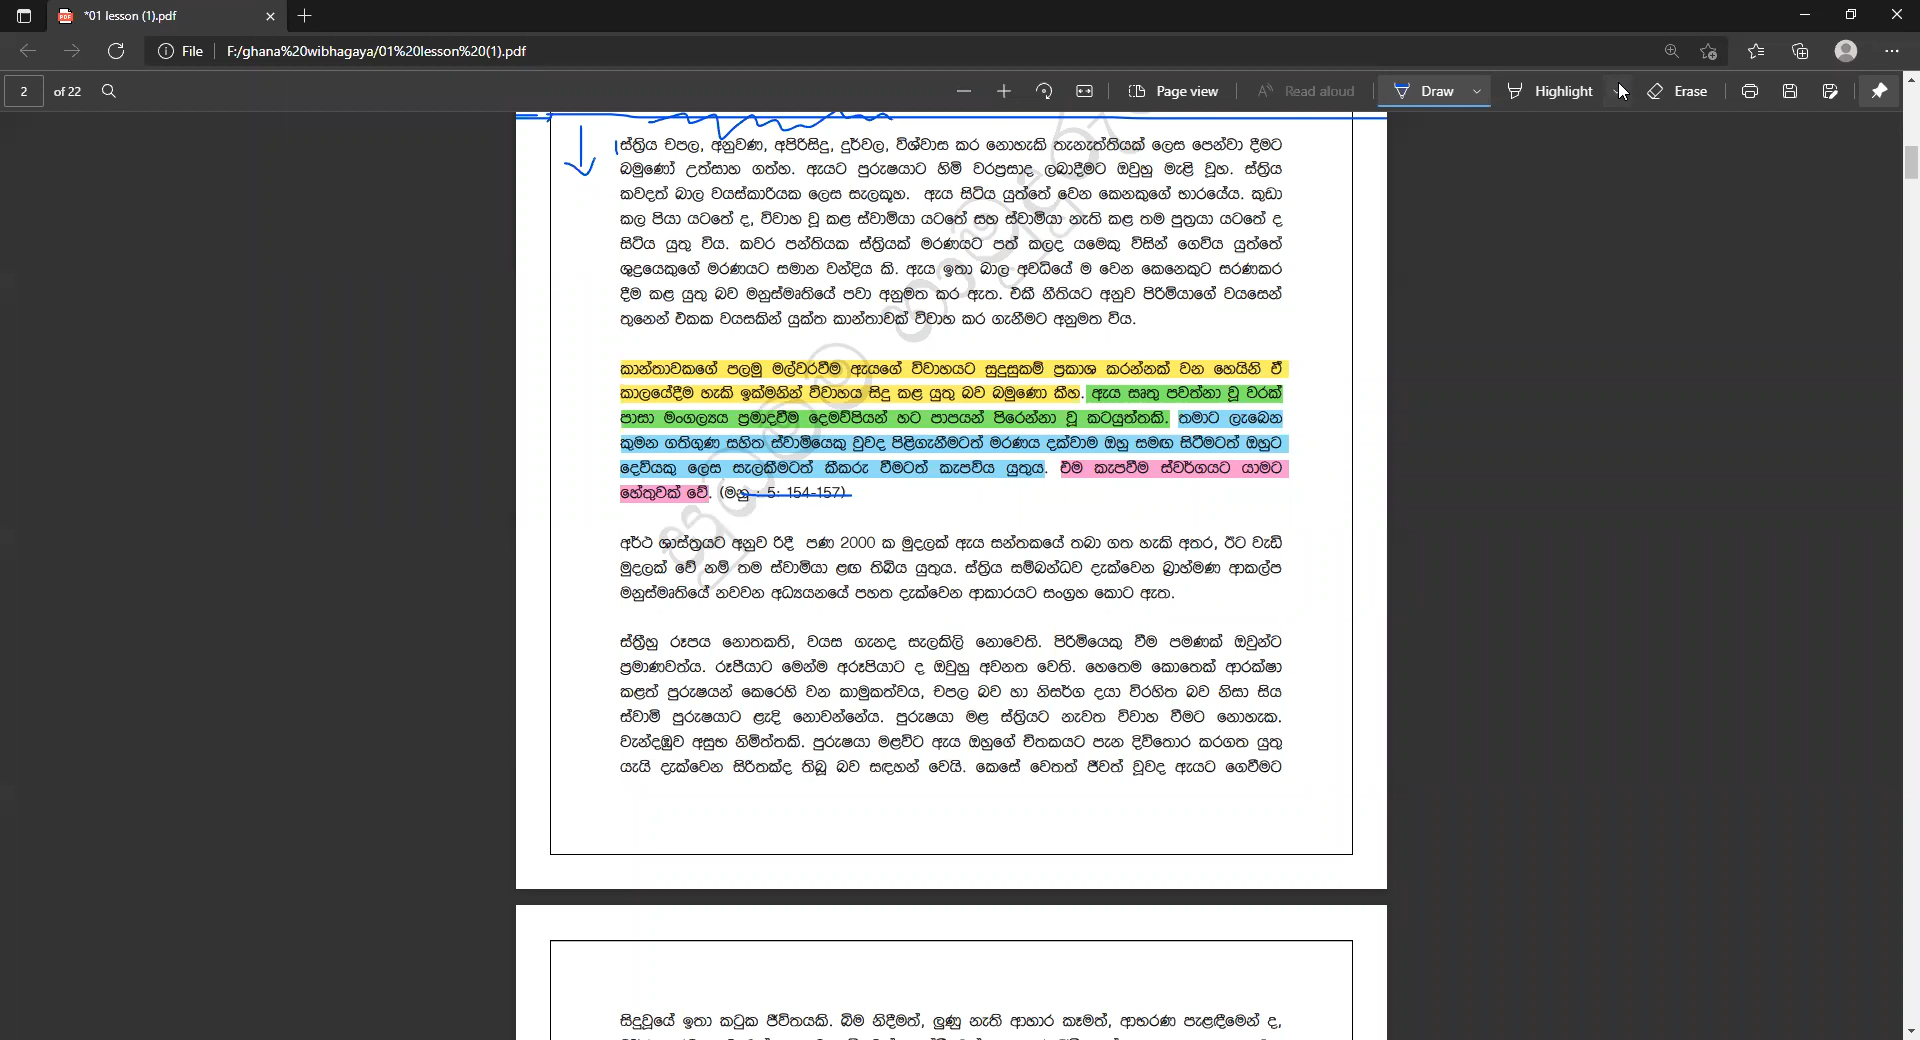 *01 lesson (1).pdf
File F:/ghana%20wibhagaya/01%20lesson%20(1).pdf
2 of 22 Page view Read aloud Draw Highlight Erase
ස්ත්‍රිය චපල, අනුවණ, අපිරිසිදු, දුර්වල, විශ්වාස කර නොහැකි තැනැත්තියක් ලෙස පෙන්වා දීමට
බමුණෝ උත්සාහ ගත්හ. ඇයට පුරුෂයාට හිමි වරප්‍රසාද ලබාදීමට ඔවුහු මැළි වූහ. ස්ත්‍රිය
කවදත් බාල වයස්කාරියක ලෙස සැලකූහ. ඇය සිටිය යුත්තේ වෙන කෙනකුගේ භාරයේය. කුඩා
කල පියා යටතේ ද, විවාහ වූ කළ ස්වාමියා යටතේ සහ ස්වාමියා නැති කළ තම පුත්‍රයා යටතේ ද
සිටිය යුතු විය. කවර පන්තියක ස්ත්‍රියක් මරණයට පත් කලද යමෙකු විසින් ගෙවිය යුත්තේ
ශුද්‍රයෙකුගේ මරණයට සමාන වන්දිය කි. ඇය ඉතා බාල අවධියේ ම වෙන කෙනෙකුට සරණකර
දීම කළ යුතු බව මනුස්මෘතියේ පවා අනුමත කර ඇත. එකී නීතියට අනුව පිරිමියාගේ වයසෙන්
තුනෙන් එකක වයසකින් යුක්ත කාන්තාවක් විවාහ කර ගැනීමට අනුමත විය.
කාන්තාවකගේ පලමු මල්වරවීම ඇයගේ විවාහයට සුදුසුකම් ප්‍රකාශ කරන්නක් වන හෙයිනි ඒ
කාලයේදීම හැකි ඉක්මනින් විවාහය සිදු කළ යුතු බව බමුණො කීහ. ඇය සෘතු පවත්නා වූ වරක්
පාසා මංගල්‍යය ප්‍රමාදවීම දෙමව්පියන් හට පාපයන් පිරෙන්නා වූ කටයුත්තකි. තමාට ලැබෙන
කුමන ගතිගුණ සහිත ස්වාමියෙකු වුවද පිළිගැනීමටත් මරණය දක්වාම ඔහු සමඟ සිටීමටත් ඔහුට
දෙවියකු ලෙස සැලකීමටත් කීකරු වීමටත් කැපවිය යුතුය. එම කැපවීම ස්වර්ගයට යාමට
හේතුවක් වේ. (මනු : 5: 154-157)
අර්ථ ශාස්ත්‍රයට අනුව රිදී පණ 2000 ක මුදලක් ඇය සන්තකයේ තබා ගත හැකි අතර, ඊට වැඩි
මුදලක් වේ නම් තම ස්වාමියා ළඟ තිබිය යුතුය. ස්ත්‍රිය සම්බන්ධව දැක්වෙන බ්‍රාහ්මණ ආකල්ප
මනුස්මෘතියේ නවවන අධ්‍යයනයේ පහත දැක්වෙන ආකාරයට සංග්‍රහ කොට ඇත.
ස්ත්‍රීහු රූපය නොතකති, වයස ගැනද සැලකිලි නොවෙති. පිරිමියෙකු වීම පමණක් ඔවුන්ට
ප්‍රමාණවත්ය. රූපියාට මෙන්ම අරූපියාට ද ඔවුහු අවනත වෙති. හෙතෙම කොතෙක් ආරක්ෂා
කළත් පුරුෂයන් කෙරෙහි වන කාමුකත්වය, චපල බව හා නිසර්ග දයා විරහිත බව නිසා සිය
ස්වාමි පුරුෂයාට ළැදි නොවන්නේය. පුරුෂයා මළ ස්ත්‍රියට නැවත විවාහ වීමට නොහැක.
වැන්දඹුව අසුභ නිමිත්තකි. පුරුෂයා මළවිට ඇය ඔහුගේ චිතකයට පැන දිවිතොර කරගත යුතු
යැයි දැක්වෙන සිරිතක්ද තිබූ බව සඳහන් වෙයි. කෙසේ වෙතත් ජීවත් වූවද ඇයට ගෙවීමට
සිදුවූයේ ඉතා කටුක ජීවිතයකි. බිම නිදීමත්, ලුණු නැති ආහාර කෑමත්, ආභරණ පැළඳීමෙන් ද,